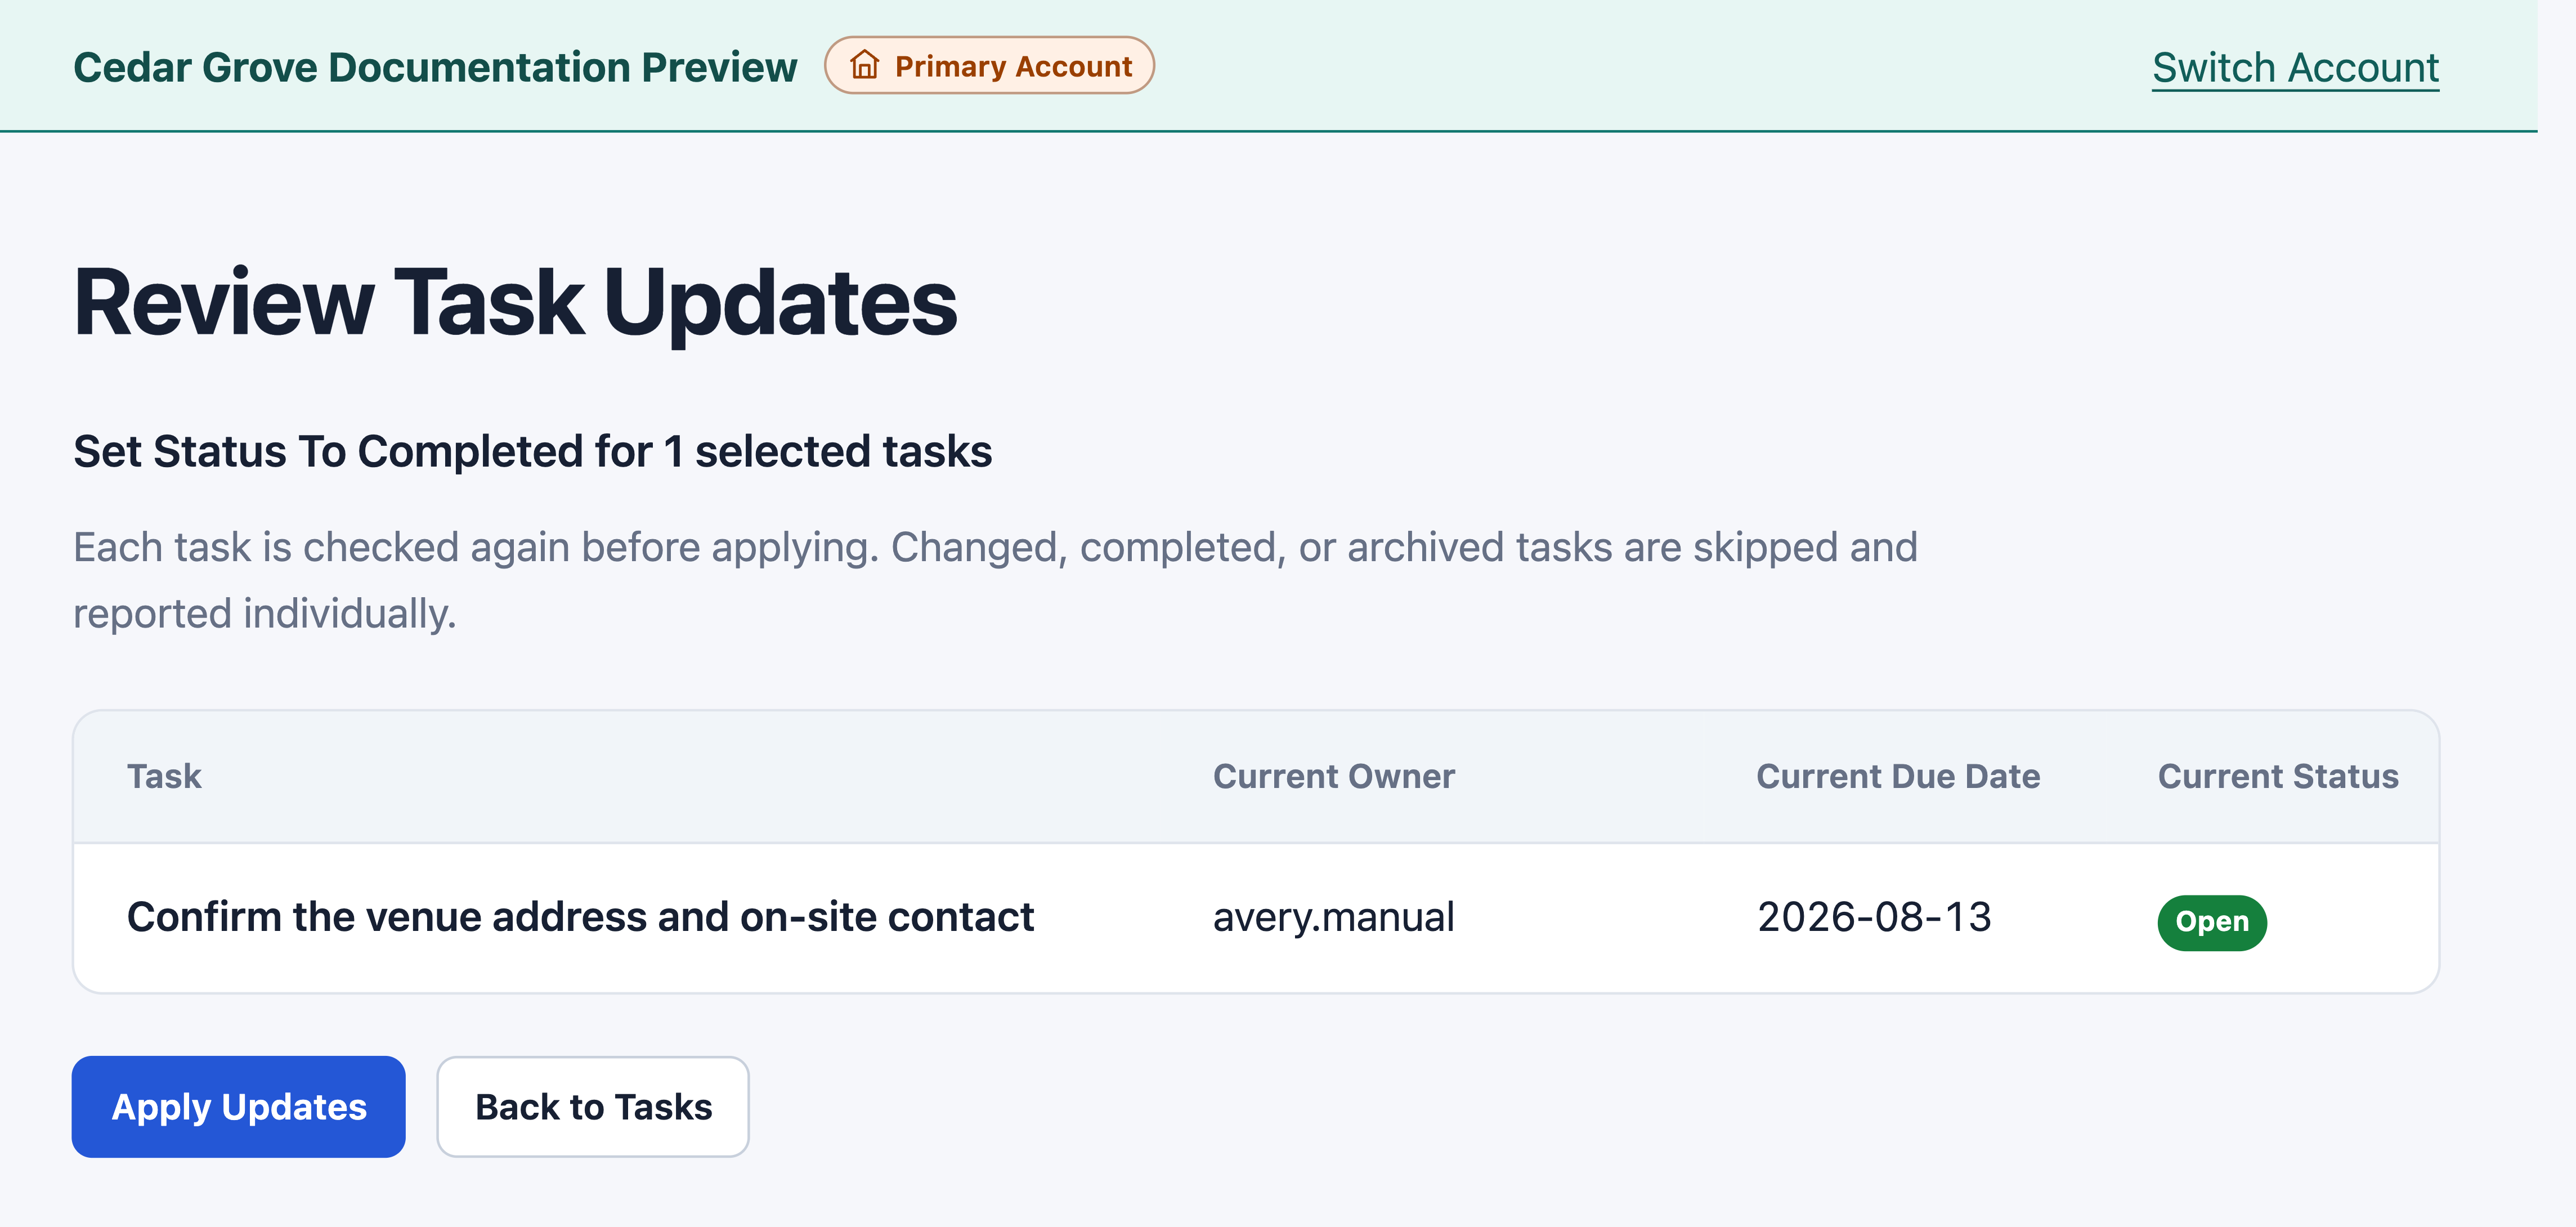 Cedar Grove Documentation Preview Primary Account Switch Account
Review Task Updates
Set Status To Completed for 1 selected tasks
Each task is checked again before applying. Changed, completed, or archived tasks are skipped and
reported individually.
Task Current Owner Current Due Date Current Status
Confirm the venue address and on-site contact avery.manual 2026-08-13 Open
Apply Updates Back to Tasks